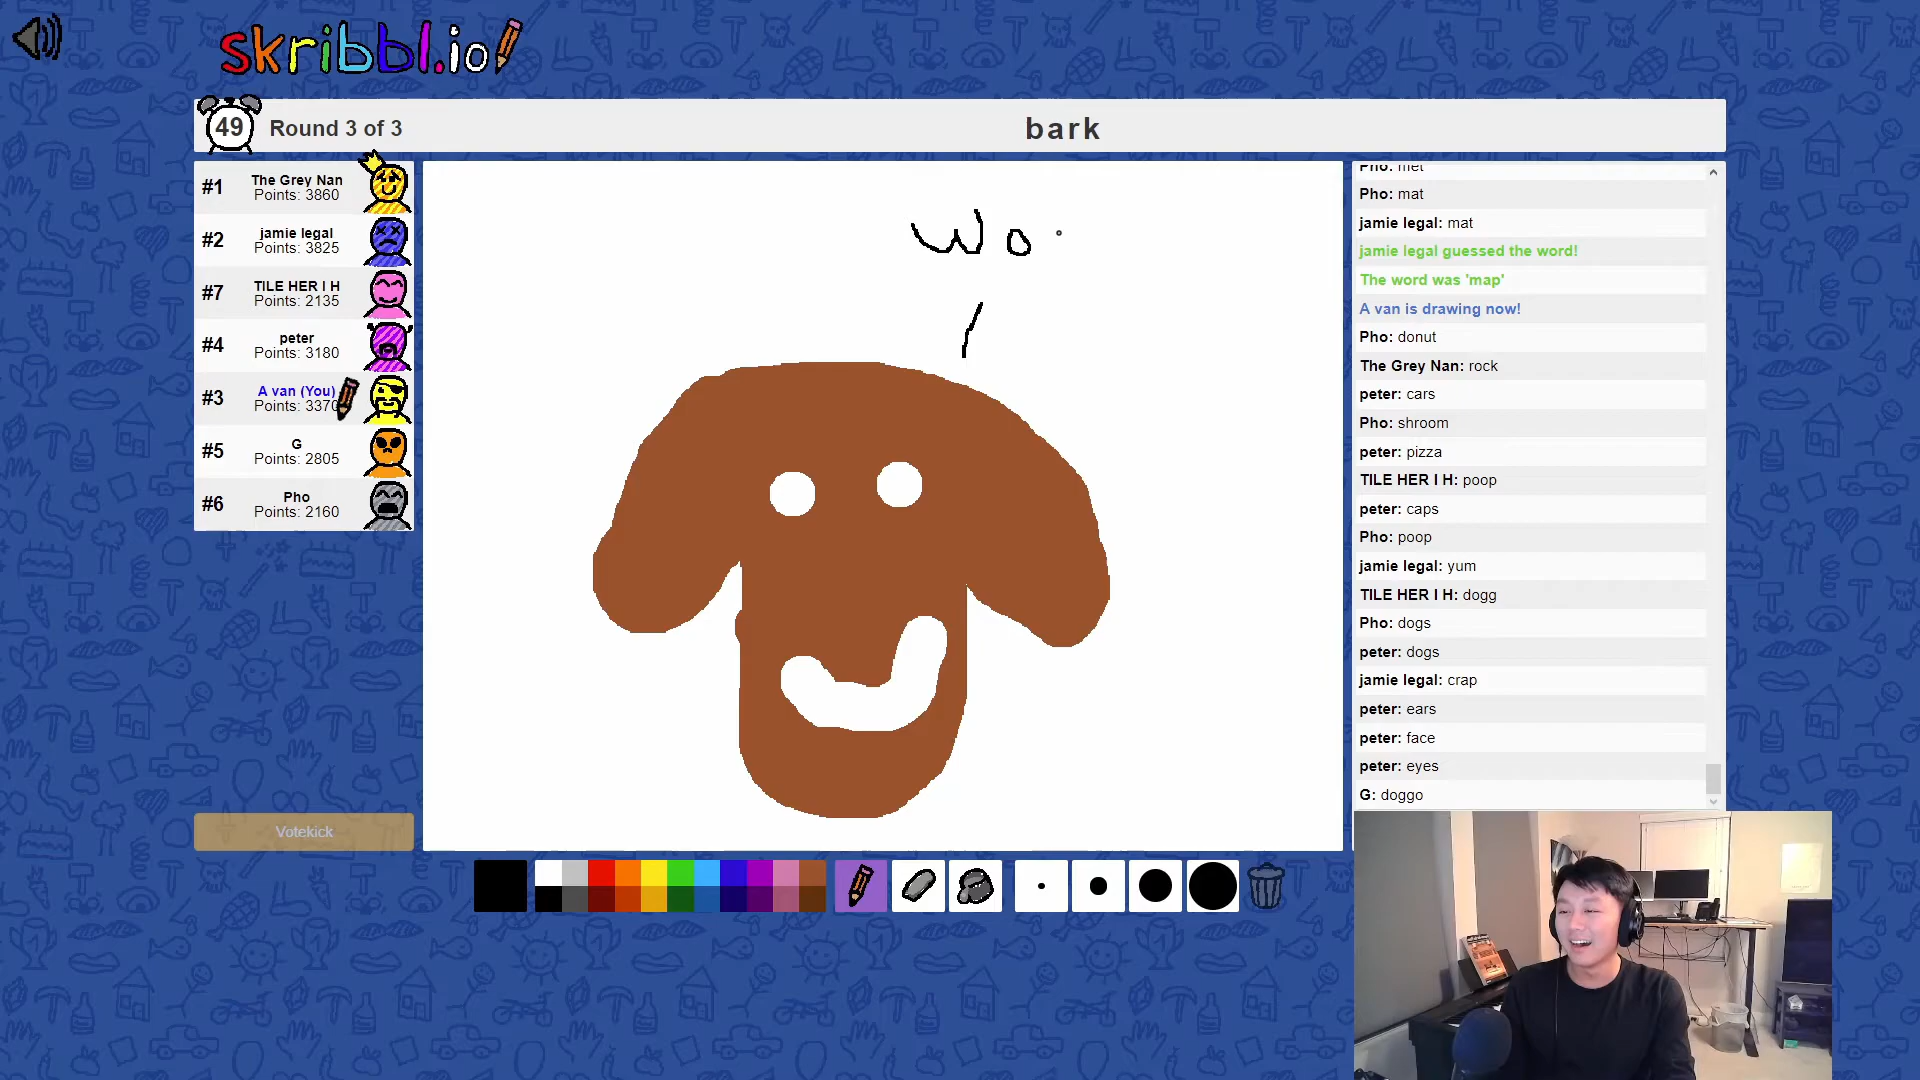 skribbl.io
49
Round 3 of 3
bark
#1
The Grey Nan
Points: 3860
#2
jamie legal
Points: 3825
#7
TILE HER I H
Points: 2135
#4
peter
Points: 3180
#3
A van (You)
Points: 3370
#5
G
Points: 2805
#6
Pho
Points: 2160
Votekick
Wo
Pho: met
Pho: mat
jamie legal: mat
jamie legal guessed the word!
The word was 'map'
A van is drawing now!
Pho: donut
The Grey Nan: rock
peter: cars
Pho: shroom
peter: pizza
TILE HER I H: poop
peter: caps
Pho: poop
jamie legal: yum
TILE HER I H: dogg
Pho: dogs
peter: dogs
jamie legal: crap
peter: ears
peter: face
peter: eyes
G: doggo